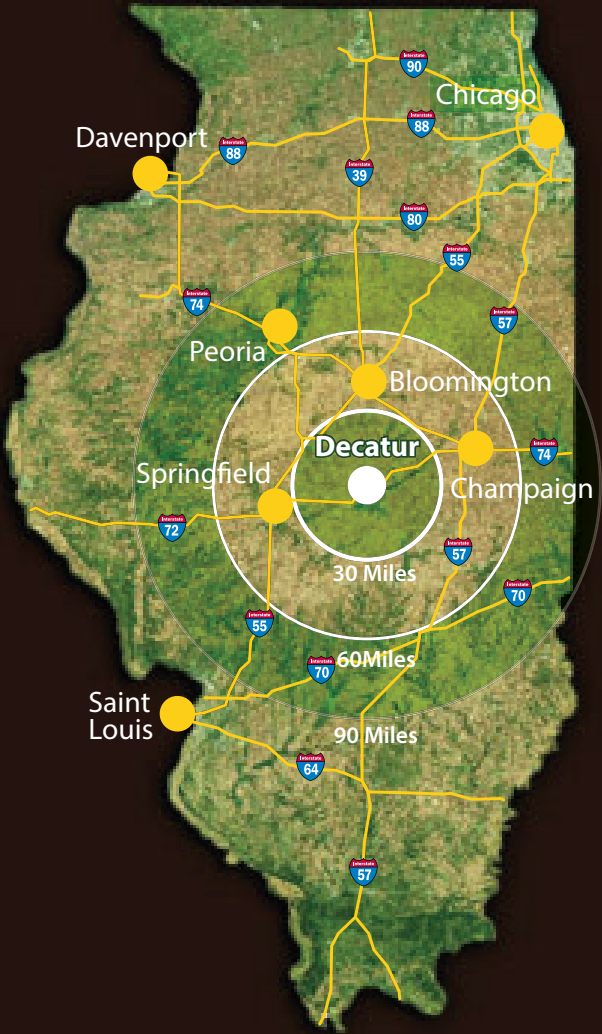 Interstate
90
Chicago
Interstate
88
Davenport
Interstate
88
Interstate
39
Interstate
80
Interstate
55
Interstate
74
Interstate
57
Peoria
Bloomington
Decatur
Interstate
74
Springfield
Champaign
Interstate
72
Interstate
57
30 Miles
Interstate
70
Interstate
55
60Miles
Interstate
70
Saint
Louis
90 Miles
Interstate
64
Interstate
57